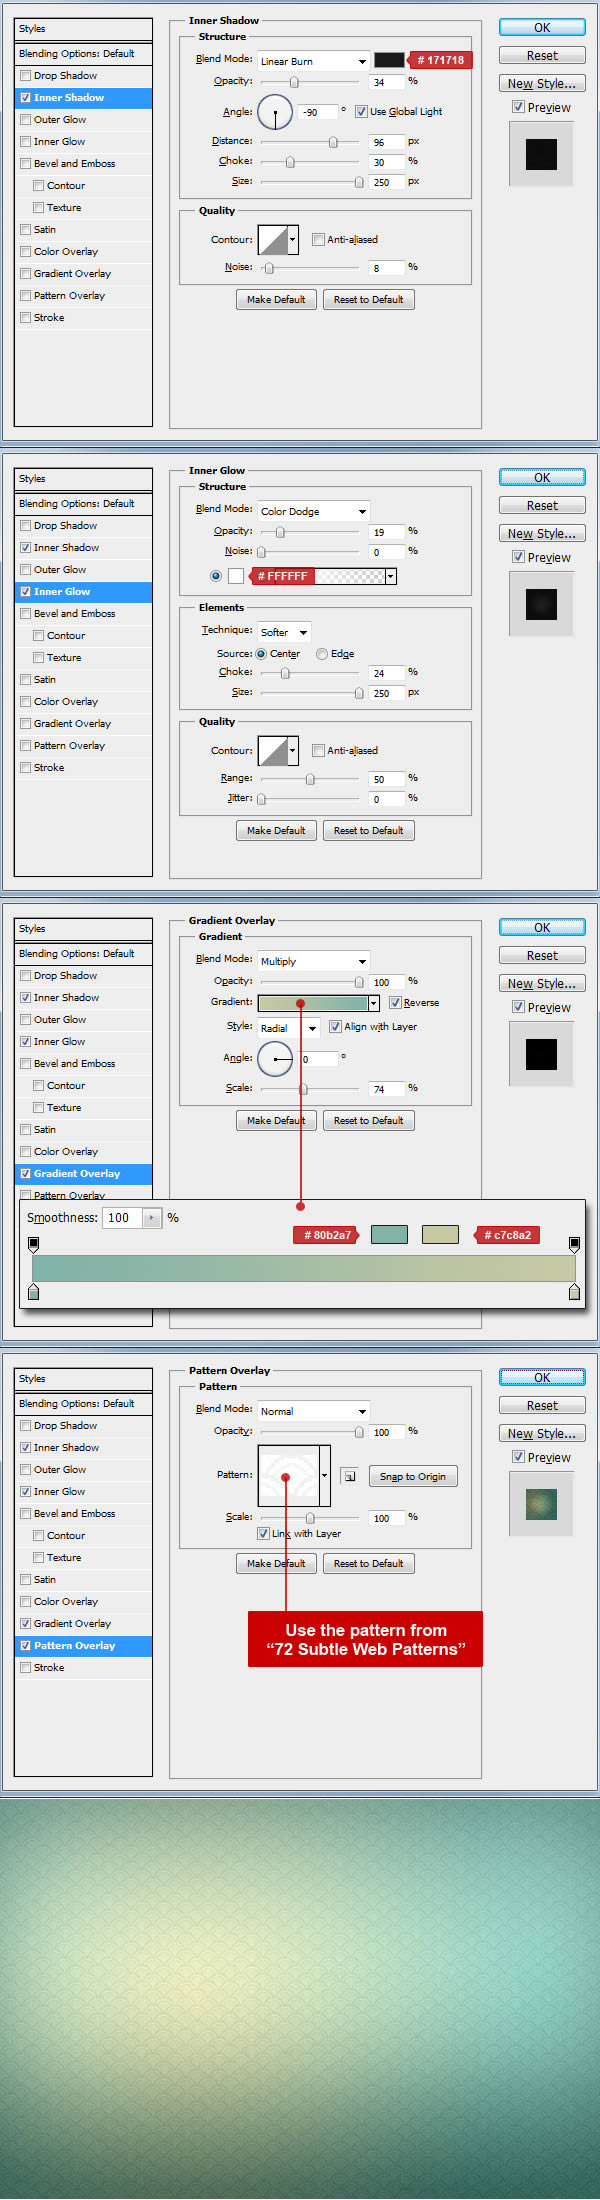 Styles
Blending Options: Default
Drop Shadow
Inner Shadow
Outer Glow
Inner Glow
Bevel and Emboss
Contour
Texture
Satin
Color Overlay
Gradient Overlay
Pattern Overlay
Stroke
Inner Shadow
Structure
Blend Mode: Linear Burn # 171718
Opacity: 34 %
Angle: -90 ° Use Global Light
Distance: 96 px
Choke: 30 %
Size: 250 px
Quality
Contour: Anti-aliased
Noise: 8 %
Make Default Reset to Default
OK
Reset
New Style...
Preview
Styles
Blending Options: Default
Drop Shadow
Inner Shadow
Outer Glow
Inner Glow
Bevel and Emboss
Contour
Texture
Satin
Color Overlay
Gradient Overlay
Pattern Overlay
Stroke
Inner Glow
Structure
Blend Mode: Color Dodge
Opacity: 19 %
Noise: 0 %
# FFFFFF
Elements
Technique: Softer
Source: Center Edge
Choke: 24 %
Size: 250 px
Quality
Contour: Anti-aliased
Range: 50 %
Jitter: 0 %
Make Default Reset to Default
OK
Reset
New Style...
Preview
Styles
Blending Options: Default
Drop Shadow
Inner Shadow
Outer Glow
Inner Glow
Bevel and Emboss
Contour
Texture
Satin
Color Overlay
Gradient Overlay
Pattern Overlay
Gradient Overlay
Gradient
Blend Mode: Multiply
Opacity: 100 %
Gradient: Reverse
Style: Radial Align with Layer
Angle: 0 °
Scale: 74 %
Make Default Reset to Default
OK
Reset
New Style...
Preview
Smoothness: 100 %
# 80b2a7 # c7c8a2
Styles
Blending Options: Default
Drop Shadow
Inner Shadow
Outer Glow
Inner Glow
Bevel and Emboss
Contour
Texture
Satin
Color Overlay
Gradient Overlay
Pattern Overlay
Stroke
Pattern Overlay
Pattern
Blend Mode: Normal
Opacity: 100 %
Pattern: Snap to Origin
Scale: 100 %
Link with Layer
Make Default Reset to Default
Use the pattern from
“72 Subtle Web Patterns”
OK
Reset
New Style...
Preview